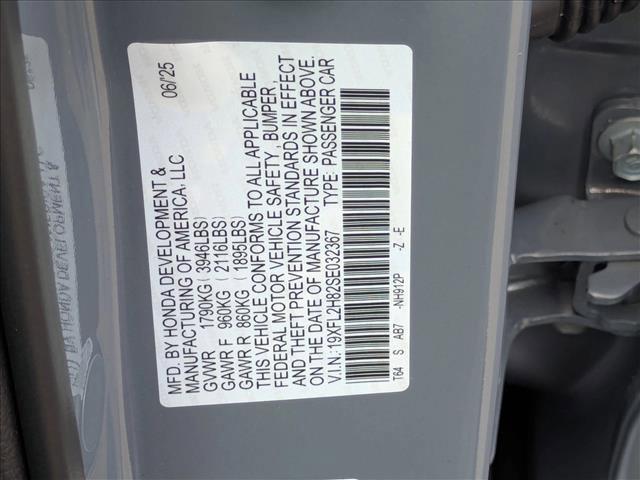 MFD. BY HONDA DEVELOPMENT & 06/25
MANUFACTURING OF AMERICA, LLC
GVWR 1790KG ( 3946LBS)
GAWR F 960KG ( 2116LBS)
GAWR R 860KG ( 1896LBS)
THIS VEHICLE CONFORMS TO ALL APPLICABLE
FEDERAL MOTOR VEHICLE SAFETY, BUMPER,
AND THEFT PREVENTION STANDARDS IN EFFECT
ON THE DATE OF MANUFACTURE SHOWN ABOVE.
V.I.N: 19XFL2H82SE032367 TYPE: PASSENGER CAR
T64 S AB7 -NH912P -Z -E